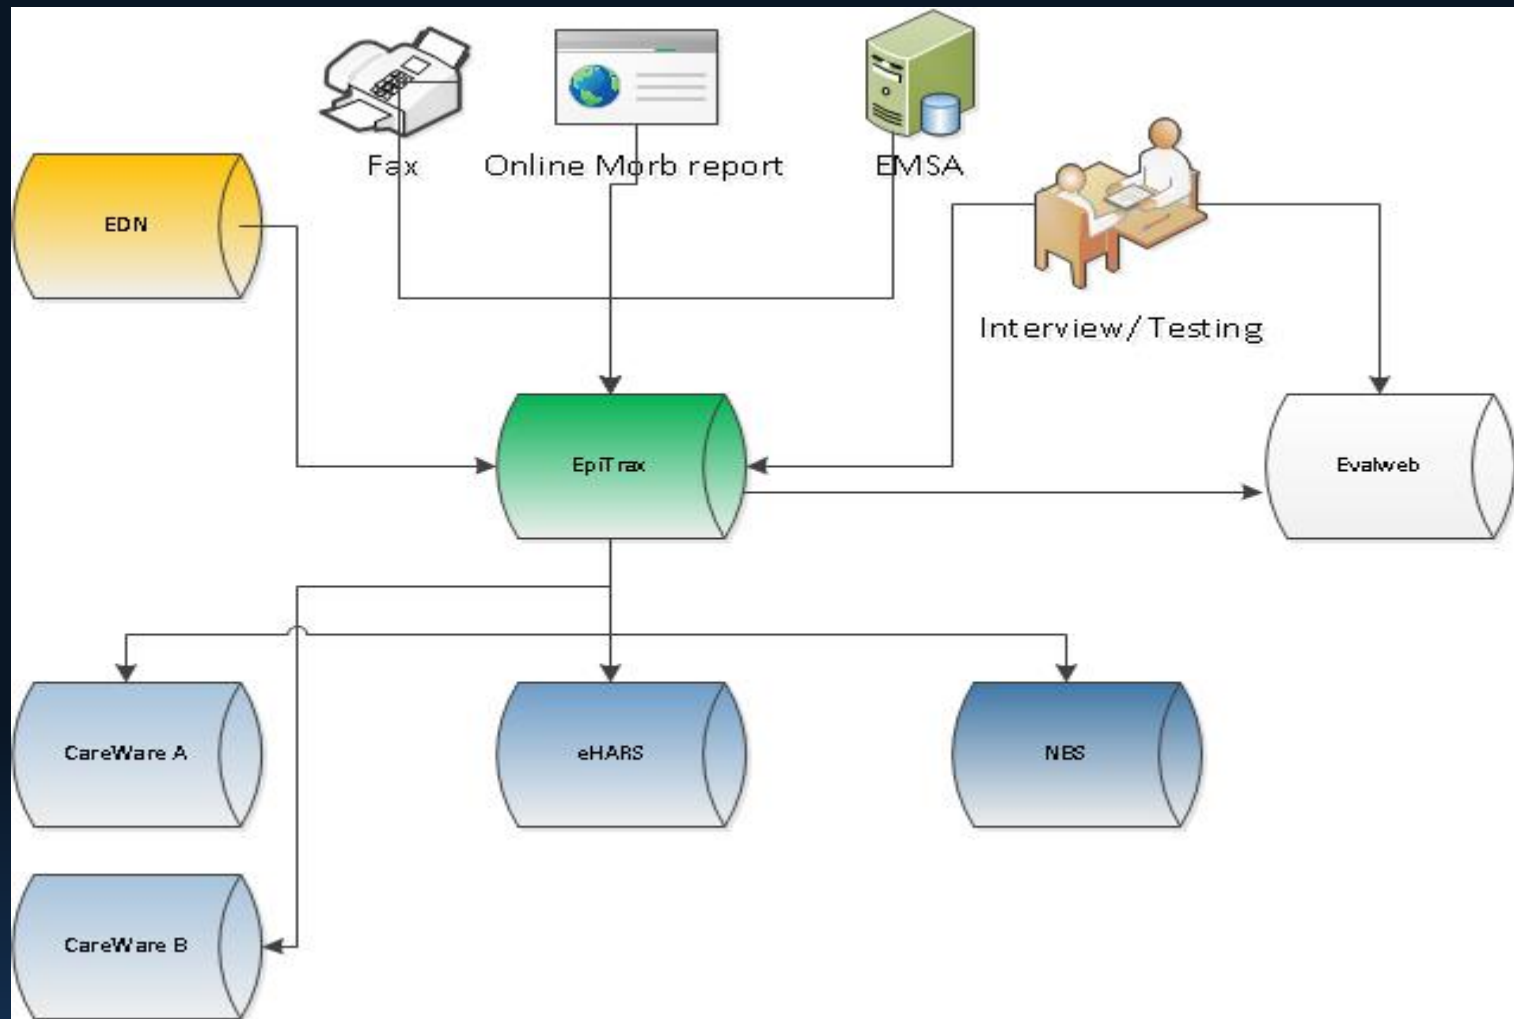 Fax
Online Morb report
EMSA
EDN
Interview/Testing
EpiTrax
Evalweb
CareWare A
eHARS
NBS
CareWare B